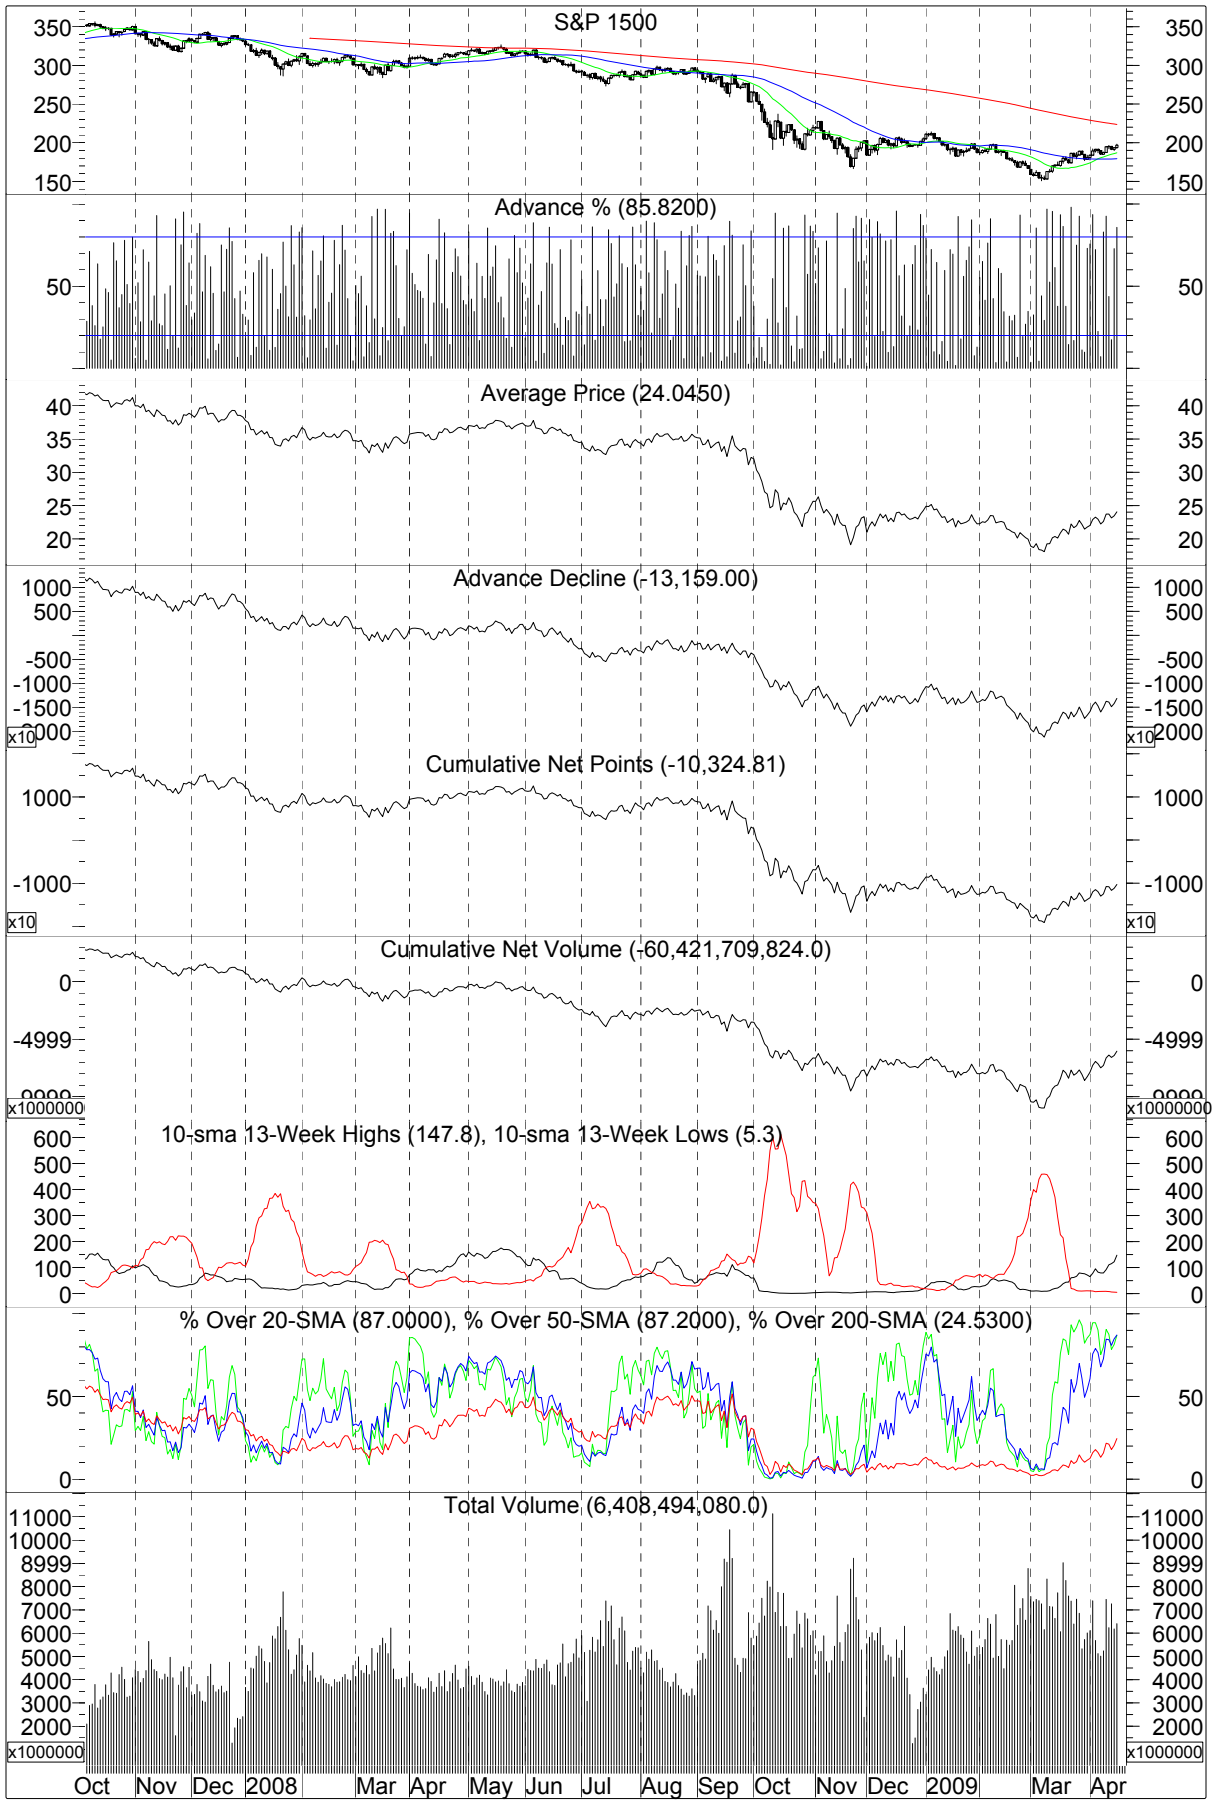 S&P 1500
350 350
300 300
250 250
200 200
150 150
Advance % (85.8200)
50 50
Average Price (24.0450)
40 40
35 35
30 30
25 25
20 20
Advance Decline (-13,159.00)
1000 1000
500 500
-500 -500
-1000 -1000
-1500 -1500
x10 2000 x10 2000
Cumulative Net Points (-10,324.81)
1000 1000
-1000 -1000
x10 x10
Cumulative Net Volume (-60,421,709,824.0)
0 0
-4999 -4999
-9999 9999
x1000000 x10000000
10-sma 13-Week Highs (147.8), 10-sma 13-Week Lows (5.3)
600 600
500 500
400 400
300 300
200 200
100 100
0 0
% Over 20-SMA (87.0000), % Over 50-SMA (87.2000), % Over 200-SMA (24.5300)
50 50
0 0
Total Volume (6,408,494,080.0)
11000 11000
10000 10000
8999 8999
8000 8000
7000 7000
6000 6000
5000 5000
4000 4000
3000 3000
2000 2000
x1000000 x1000000
Oct Nov Dec 2008 Mar Apr May Jun Jul Aug Sep Oct Nov Dec 2009 Mar Apr